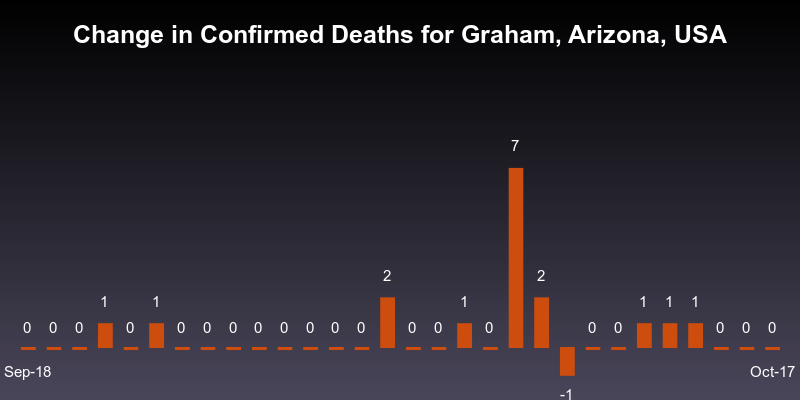 Change in Confirmed Deaths for Graham, Arizona, USA
7
2 2
1 1 1 1 1 1
0 0 0 0 0 0 0 0 0 0 0 0 0 0 0 0 0 0 0 0
Sep-18 Oct-17
-1